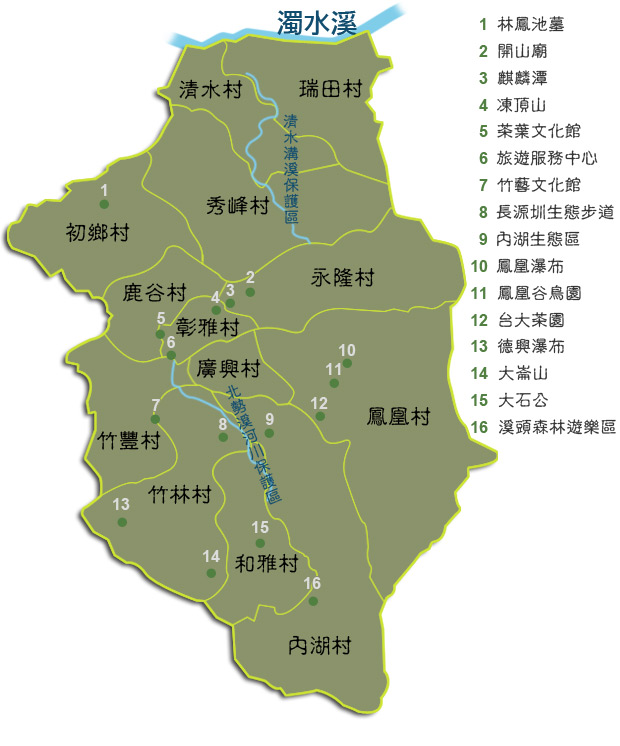 濁水溪
清水村
瑞田村
清水溝溪保護區
1
秀峰村
初鄉村
永隆村
鹿谷村
2
3
4
彰雅村
5
6
廣興村
10
11
12
鳳凰村
北勢溪河川保護區
7
8
9
竹豐村
竹林村
13
14
15
和雅村
16
內湖村
1 林鳳池墓
2 開山廟
3 麒麟潭
4 凍頂山
5 茶葉文化館
6 旅遊服務中心
7 竹藝文化館
8 長源圳生態步道
9 內湖生態區
10 鳳凰瀑布
11 鳳凰谷鳥園
12 台大茶園
13 德興瀑布
14 大崙山
15 大石公
16 溪頭森林遊樂區